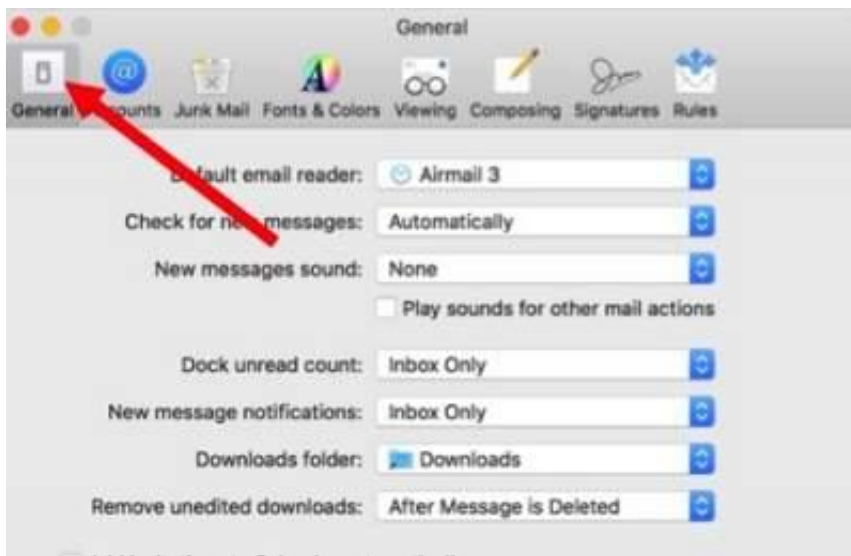 General
General Accounts Junk Mail Fonts & Colors Viewing Composing Signatures Rules
Default email reader: Airmail 3
Check for new messages: Automatically
New messages sound: None
Play sounds for other mail actions
Dock unread count: Inbox Only
New message notifications: Inbox Only
Downloads folder: Downloads
Remove unedited downloads: After Message is Deleted